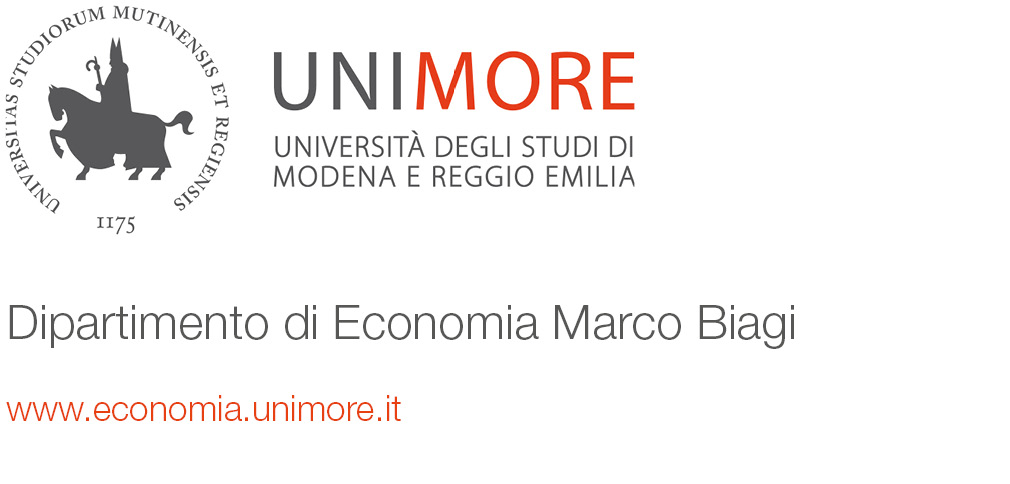 UNIVERSITAS STUDIORUM MUTINENSIS ET REGIENSIS
1175
UNIMORE
UNIVERSITÀ DEGLI STUDI DI
MODENA E REGGIO EMILIA
Dipartimento di Economia Marco Biagi
www.economia.unimore.it